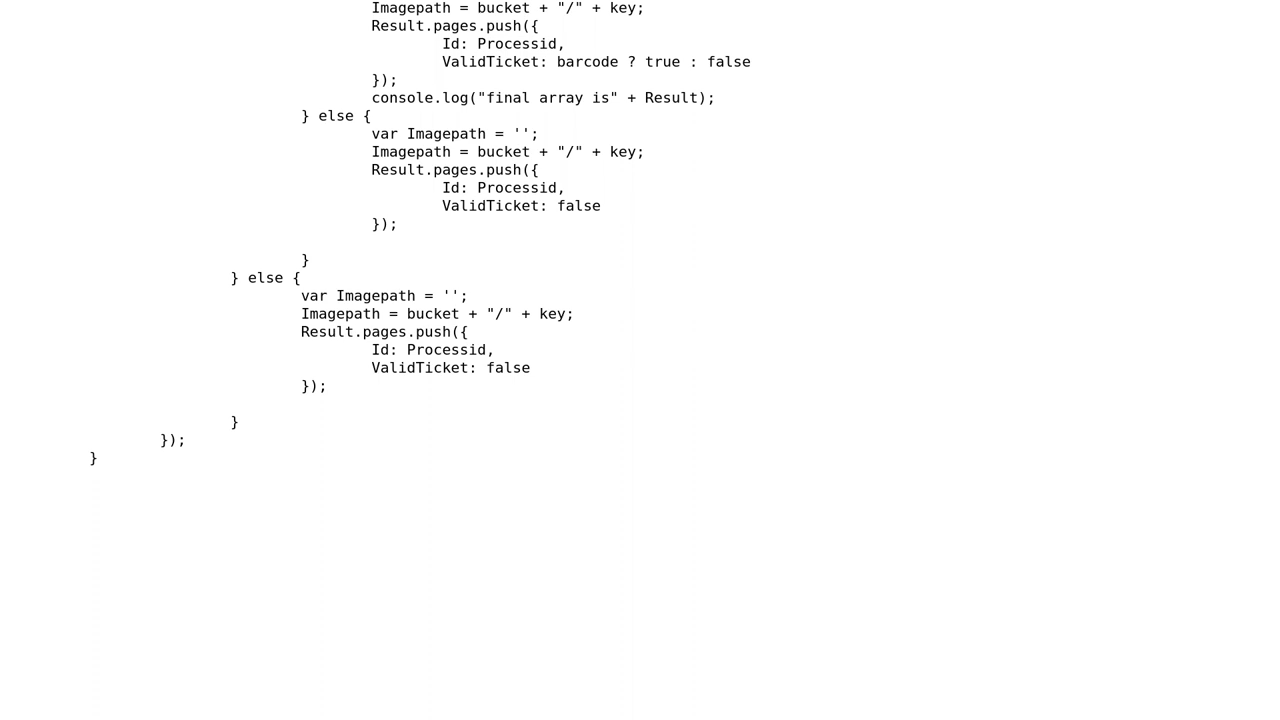 Imagepath = bucket + "/" + key;
Result.pages.push({
Id: Processid,
ValidTicket: barcode ? true : false
});
console.log("final array is" + Result);
} else {
var Imagepath = '';
Imagepath = bucket + "/" + key;
Result.pages.push({
Id: Processid,
ValidTicket: false
});
}
} else {
var Imagepath = '';
Imagepath = bucket + "/" + key;
Result.pages.push({
Id: Processid,
ValidTicket: false
});
}
});
}